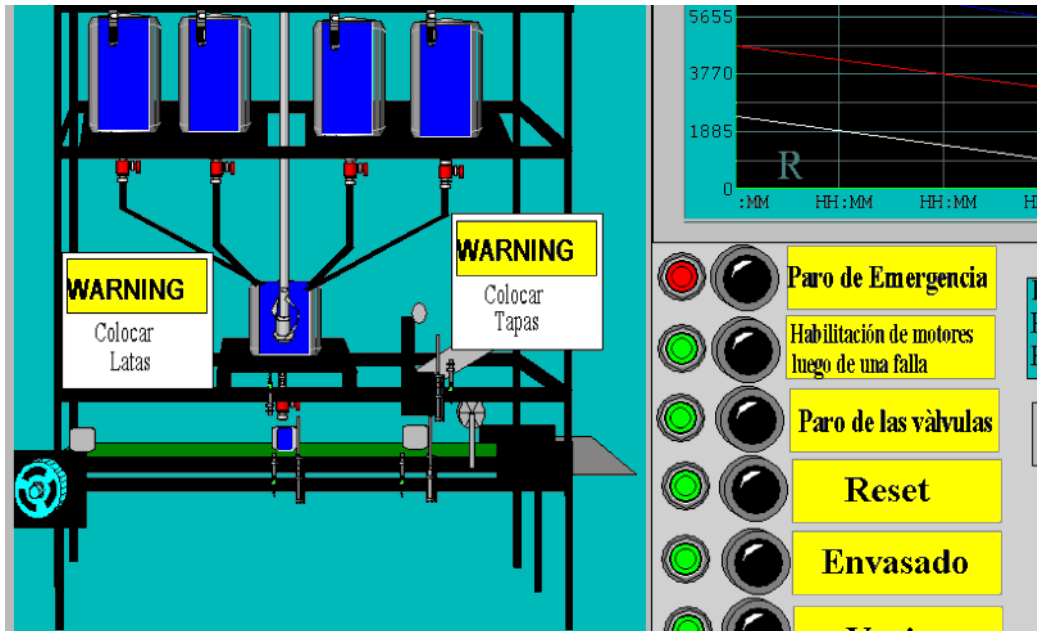 5655
3770
1885
R
0
:MM HH:MM HH:MM
WARNING
Colocar
Tapas
WARNING
Colocar
Latas
Paro de Emergencia
Habilitación de motores
luego de una falla
Paro de las vàlvulas
Reset
Envasado